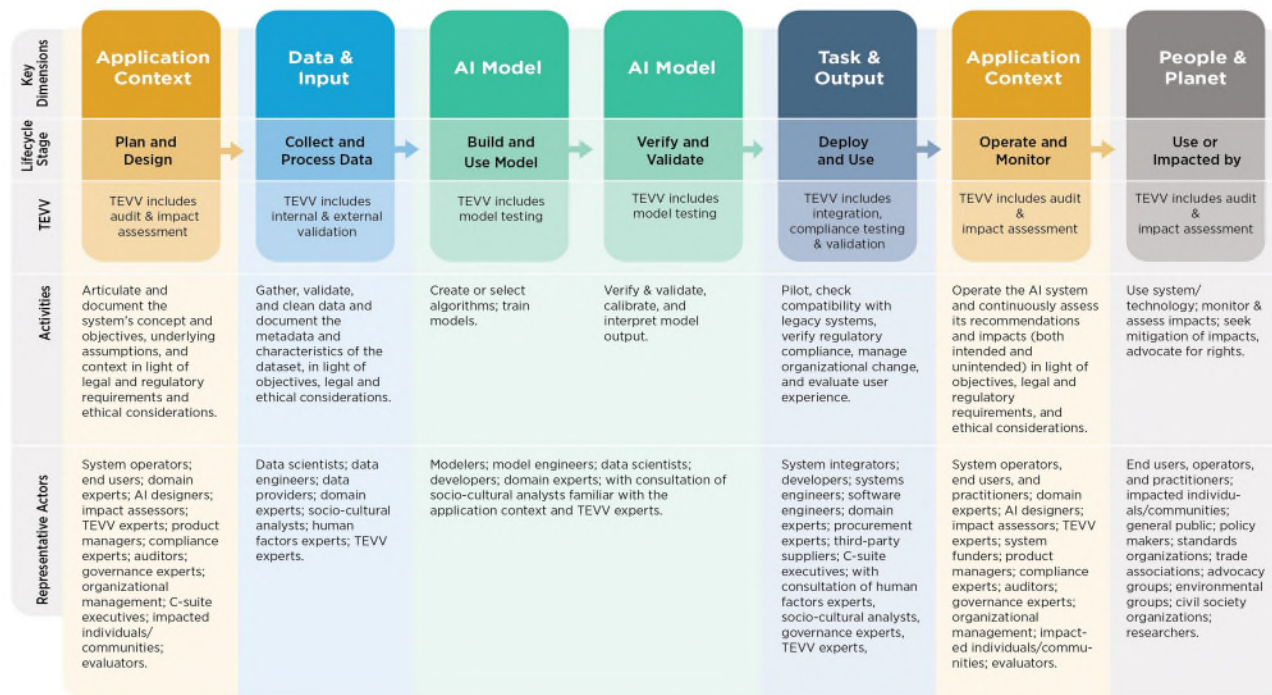 Key
Dimensions
Application
Context
Data &
Input
AI Model
AI Model
Task &
Output
Application
Context
People &
Planet
Lifecycle
Stage
Plan and
Design
Collect and
Process Data
Build and
Use Model
Verify and
Validate
Deploy
and Use
Operate and
Monitor
Use or
Impacted by
TEVV
TEVV includes
audit & impact
assessment
TEVV includes
internal & external
validation
TEVV includes
model testing
TEVV includes
model testing
TEVV includes
integration,
compliance testing
& validation
TEVV includes audit
&
impact assessment
TEVV includes audit
&
impact assessment
Activities
Articulate and
document the
system's concept and
objectives, underlying
assumptions, and
context in light of
legal and regulatory
requirements and
ethical considerations.
Gather, validate,
and clean data and
document the
metadata and
characteristics of the
dataset, in light of
objectives, legal and
ethical considerations.
Create or select
algorithms; train
models.
Verify & validate,
calibrate, and
interpret model
output.
Pilot, check
compatibility with
legacy systems,
verify regulatory
compliance, manage
organizational change,
and evaluate user
experience.
Operate the AI system
and continuously assess
its recommendations
and impacts (both
intended and
unintended) in light of
objectives, legal and
regulatory
requirements, and
ethical considerations.
Use system/
technology; monitor &
assess impacts; seek
mitigation of impacts,
advocate for rights.
Representative Actors
System operators;
end users; domain
experts; AI designers;
impact assessors;
TEVV experts; product
managers; compliance
experts; auditors;
governance experts;
organizational
management; C-suite
executives; impacted
individuals/
communities;
evaluators.
Data scientists; data
engineers; data
providers; domain
experts; socio-cultural
analysts; human
factors experts; TEVV
experts.
Modelers; model engineers; data scientists;
developers; domain experts; with consultation of
socio-cultural analysts familiar with the
application context and TEVV experts.
System integrators;
developers; systems
engineers; software
engineers; domain
experts; procurement
experts; third-party
suppliers; C-suite
executives; with
consultation of human
factors experts,
socio-cultural analysts,
governance experts,
TEVV experts,
System operators,
end users, and
practitioners; domain
experts; AI designers;
impact assessors; TEVV
experts; system
funders; product
managers; compliance
experts; auditors;
governance experts;
organizational
management; impact-
ed individuals/commu-
nities; evaluators.
End users, operators,
and practitioners;
impacted individu-
als/communities;
general public; policy
makers; standards
organizations; trade
associations; advocacy
groups; environmental
groups; civil society
organizations;
researchers.